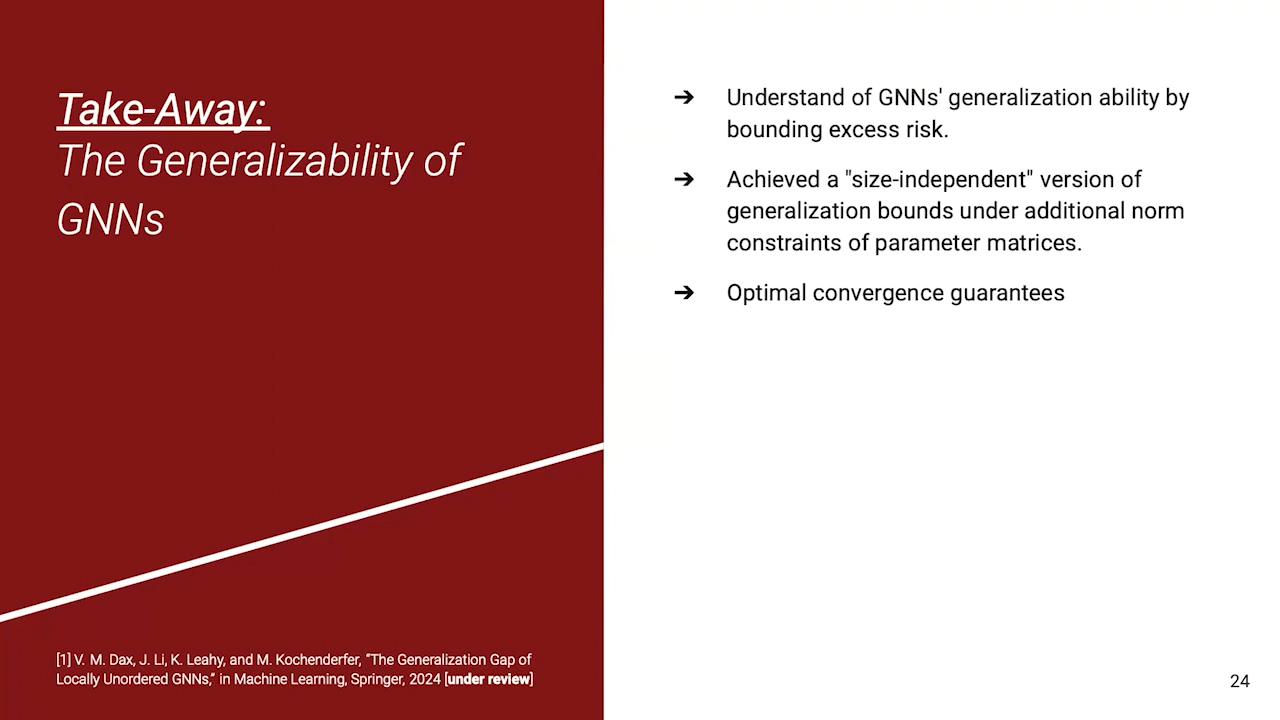 Take-Away:
The Generalizability of
GNNs
➔ Understand of GNNs' generalization ability by
bounding excess risk.
➔ Achieved a "size-independent" version of
generalization bounds under additional norm
constraints of parameter matrices.
➔ Optimal convergence guarantees
[1] V. M. Dax, J. Li, K. Leahy, and M. Kochenderfer, “The Generalization Gap of
Locally Unordered GNNs,” in Machine Learning, Springer, 2024 [under review]
24